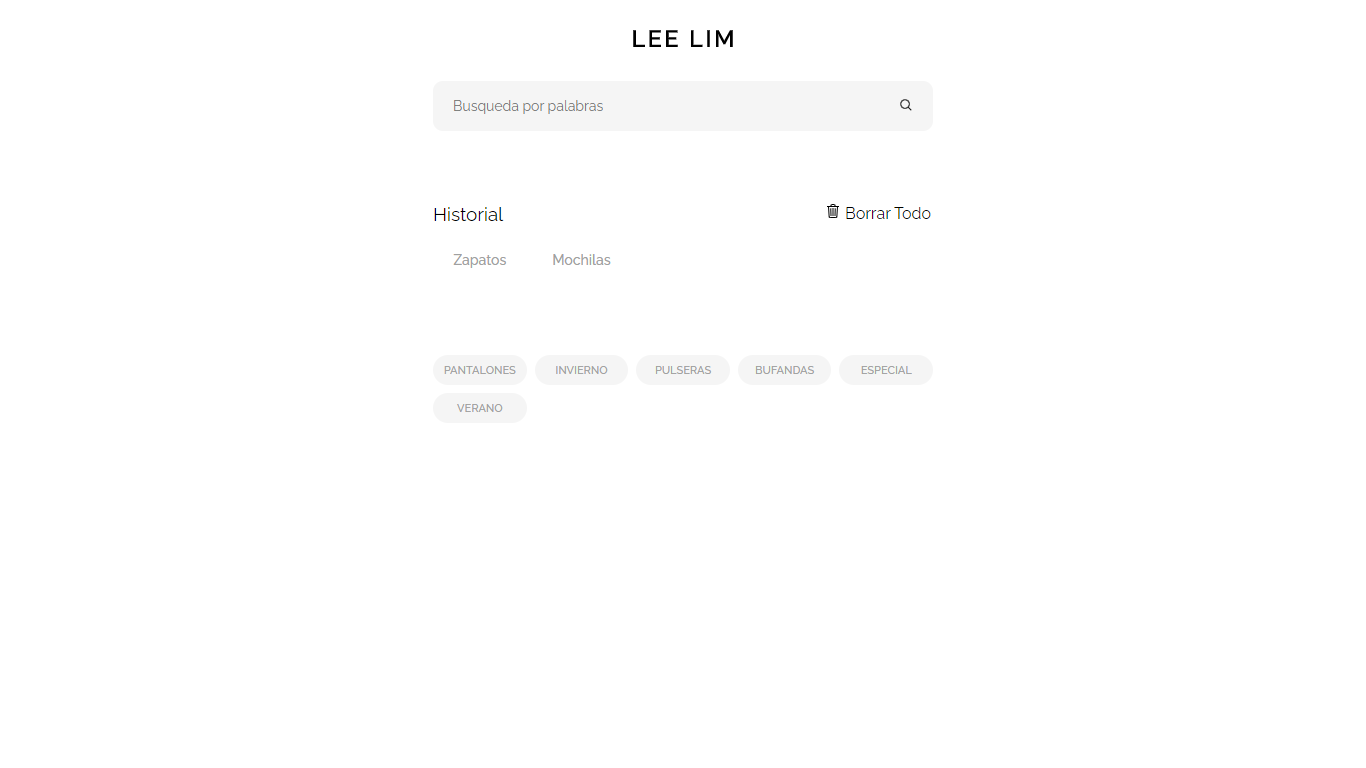 LEE LIM
Busqueda por palabras
Historial Borrar Todo
Zapatos Mochilas
PANTALONES INVIERNO PULSERAS BUFANDAS ESPECIAL
VERANO